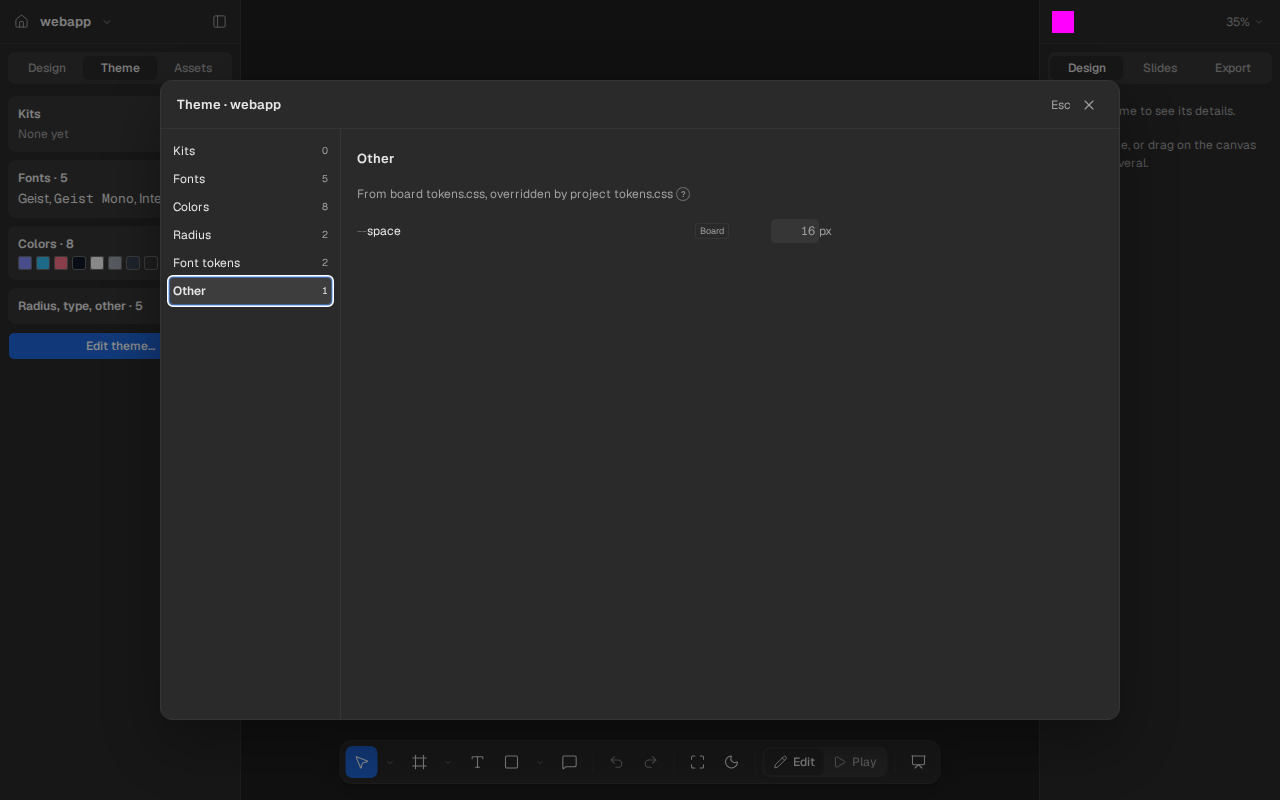 webapp
35%
Design Theme Assets
Design Slides Export
Kits
None yet
Fonts · 5
Geist, Geist Mono, Inte
Colors · 8
Radius, type, other · 5
Edit theme…
me to see its details.
e, or drag on the canvas
veral.
Theme · webapp
Esc
Kits 0
Fonts 5
Colors 8
Radius 2
Font tokens 2
Other 1
Other
From board tokens.css, overridden by project tokens.css ?
--space Board 16 px
Edit Play